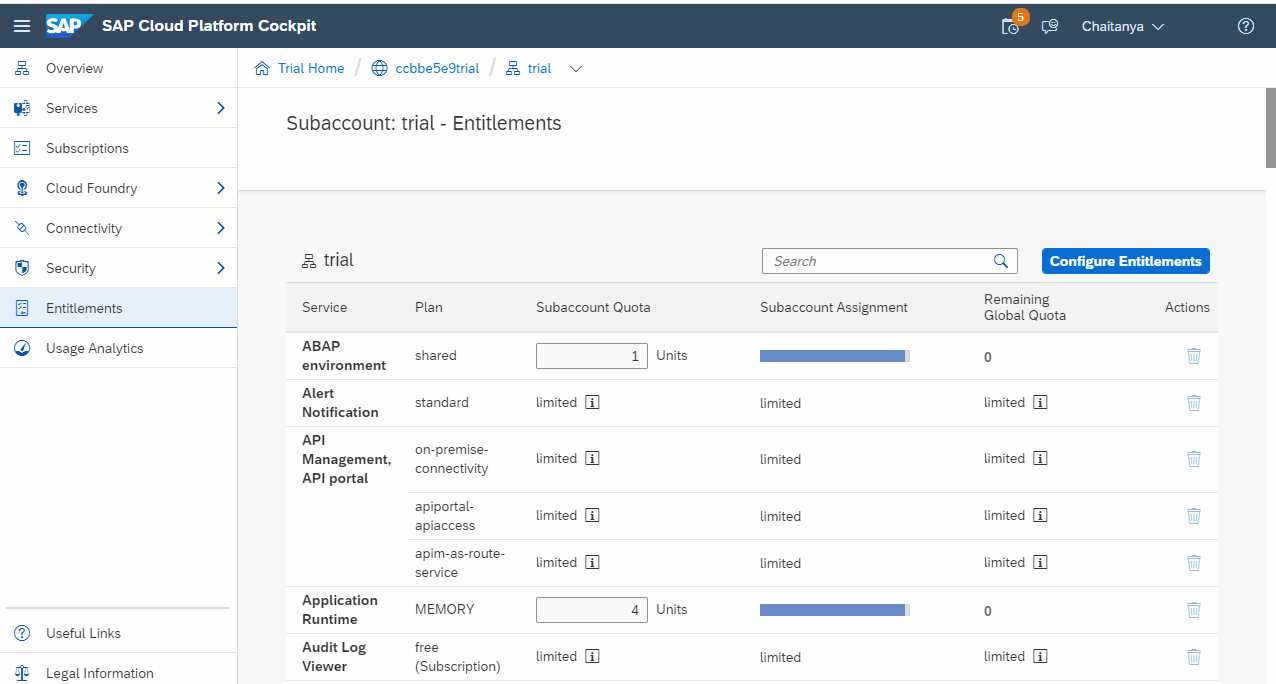 SAP SAP Cloud Platform Cockpit 5 Chaitanya
Overview
Services
Subscriptions
Cloud Foundry
Connectivity
Security
Entitlements
Usage Analytics
Useful Links
Legal Information
Trial Home / ccbbe5e9trial / trial
Subaccount: trial - Entitlements
trial Search Configure Entitlements
Service Plan Subaccount Quota Subaccount Assignment Remaining
Global Quota Actions
ABAP
environment shared 1 Units 0
Alert
Notification standard limited limited limited
API
Management,
API portal on-premise-
connectivity limited limited limited
apiportal-
apiaccess limited limited limited
apim-as-route-
service limited limited limited
Application
Runtime MEMORY 4 Units 0
Audit Log
Viewer free
(Subscription) limited limited limited